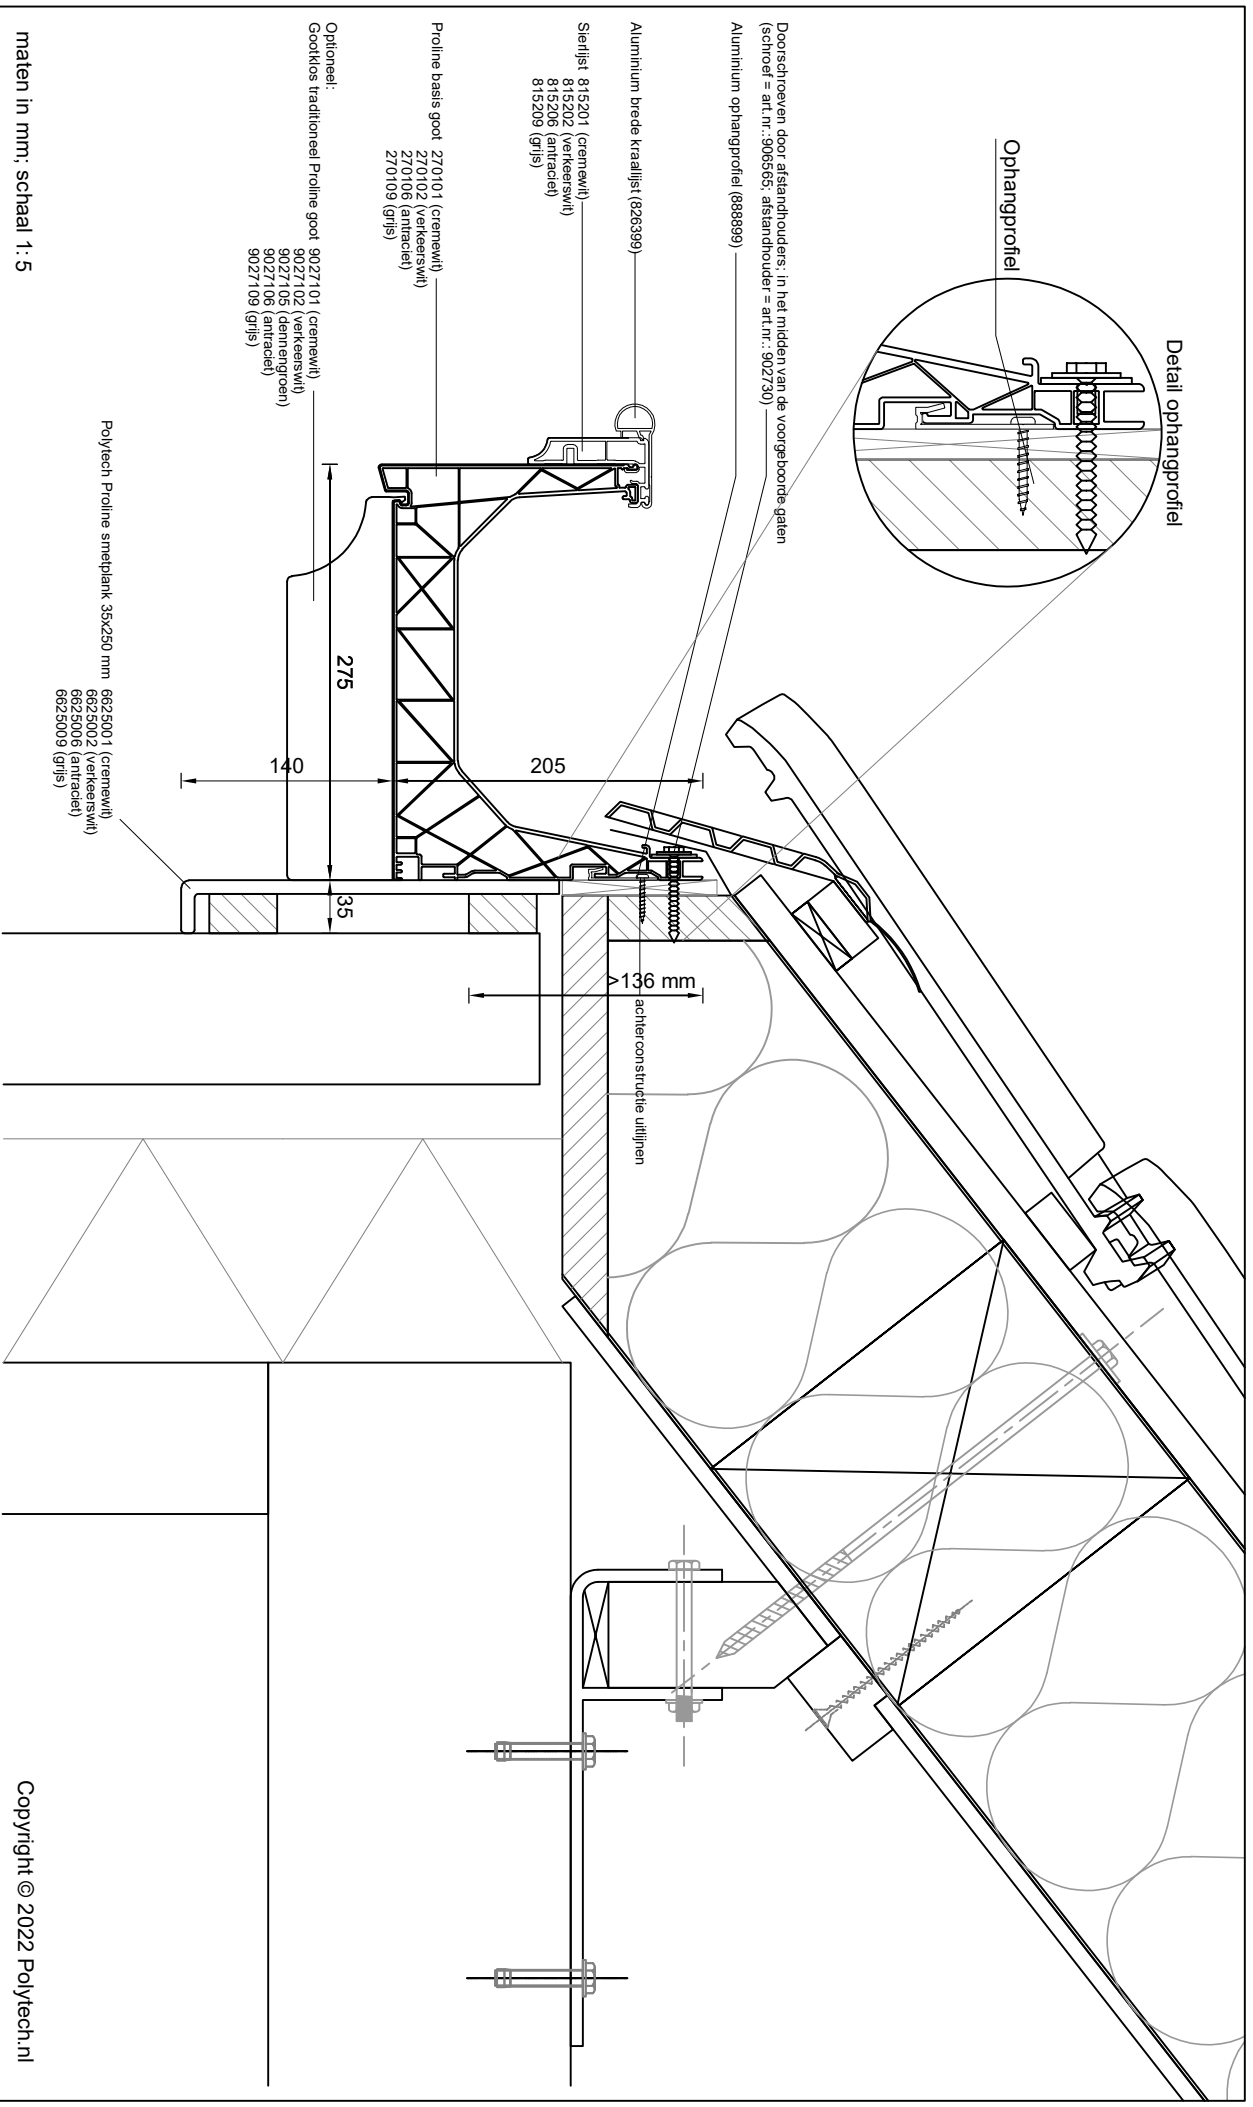 Detail ophangprofiel
Ophangprofiel
Doorschroeven door afstandhouders; in het midden van de voorgeboorde gaten
(schroef = art.nr.:906565; afstandhouder = art.nr.: 902730)
Aluminium ophangprofiel (888899)
Aluminium brede kraallijst (826399)
Sierlijst 815201 (cremewit)
815202 (verkeerswit)
815206 (antraciet)
815209 (grijs)
Proline basis goot 270101 (cremewit)
270102 (verkeerswit)
270106 (antraciet)
270109 (grijs)
Optioneel:
Gootklos traditioneel Proline goot 9027101 (cremewit)
9027102 (verkeerswit)
9027105 (dennengroen)
9027106 (antraciet)
9027109 (grijs)
Polytech Proline smetplank 35x250 mm 6625001 (cremewit)
6625002 (verkeerswit)
6625006 (antraciet)
6625009 (grijs)
275
140
205
35
>136 mm
achterconstructie uitlijnen
maten in mm; schaal 1: 5
Copyright © 2022 Polytech.nl